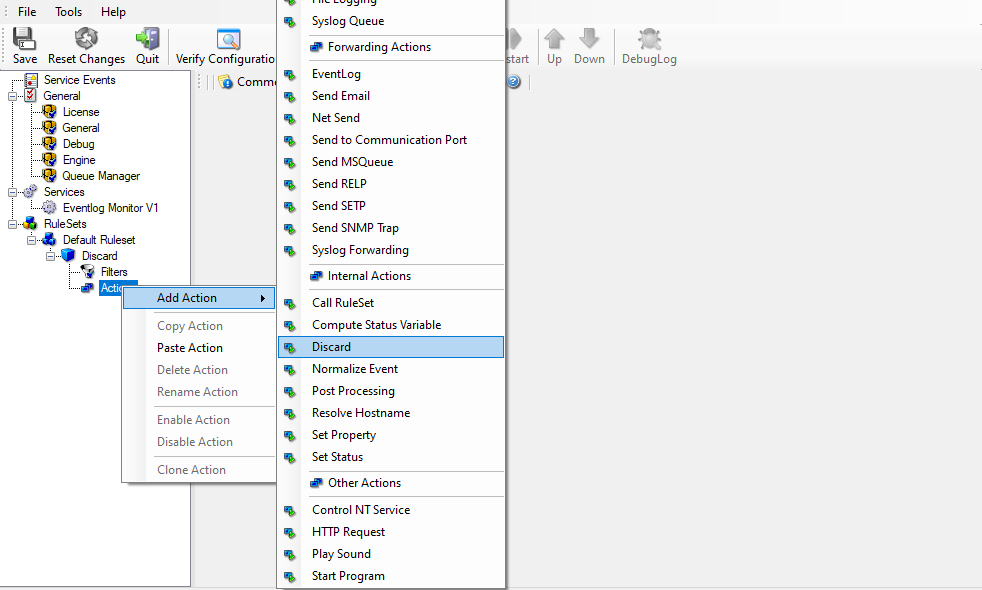 File Tools Help
Save Reset Changes Quit Verify Configuratio start Up Down DebugLog
Comme
Service Events
General
License
General
Debug
Engine
Queue Manager
Services
Eventlog Monitor V1
RuleSets
Default Ruleset
Discard
Filters
Actio
Add Action
Copy Action
Paste Action
Delete Action
Rename Action
Enable Action
Disable Action
Clone Action
File Logging
Syslog Queue
Forwarding Actions
EventLog
Send Email
Net Send
Send to Communication Port
Send MSQueue
Send RELP
Send SETP
Send SNMP Trap
Syslog Forwarding
Internal Actions
Call RuleSet
Compute Status Variable
Discard
Normalize Event
Post Processing
Resolve Hostname
Set Property
Set Status
Other Actions
Control NT Service
HTTP Request
Play Sound
Start Program